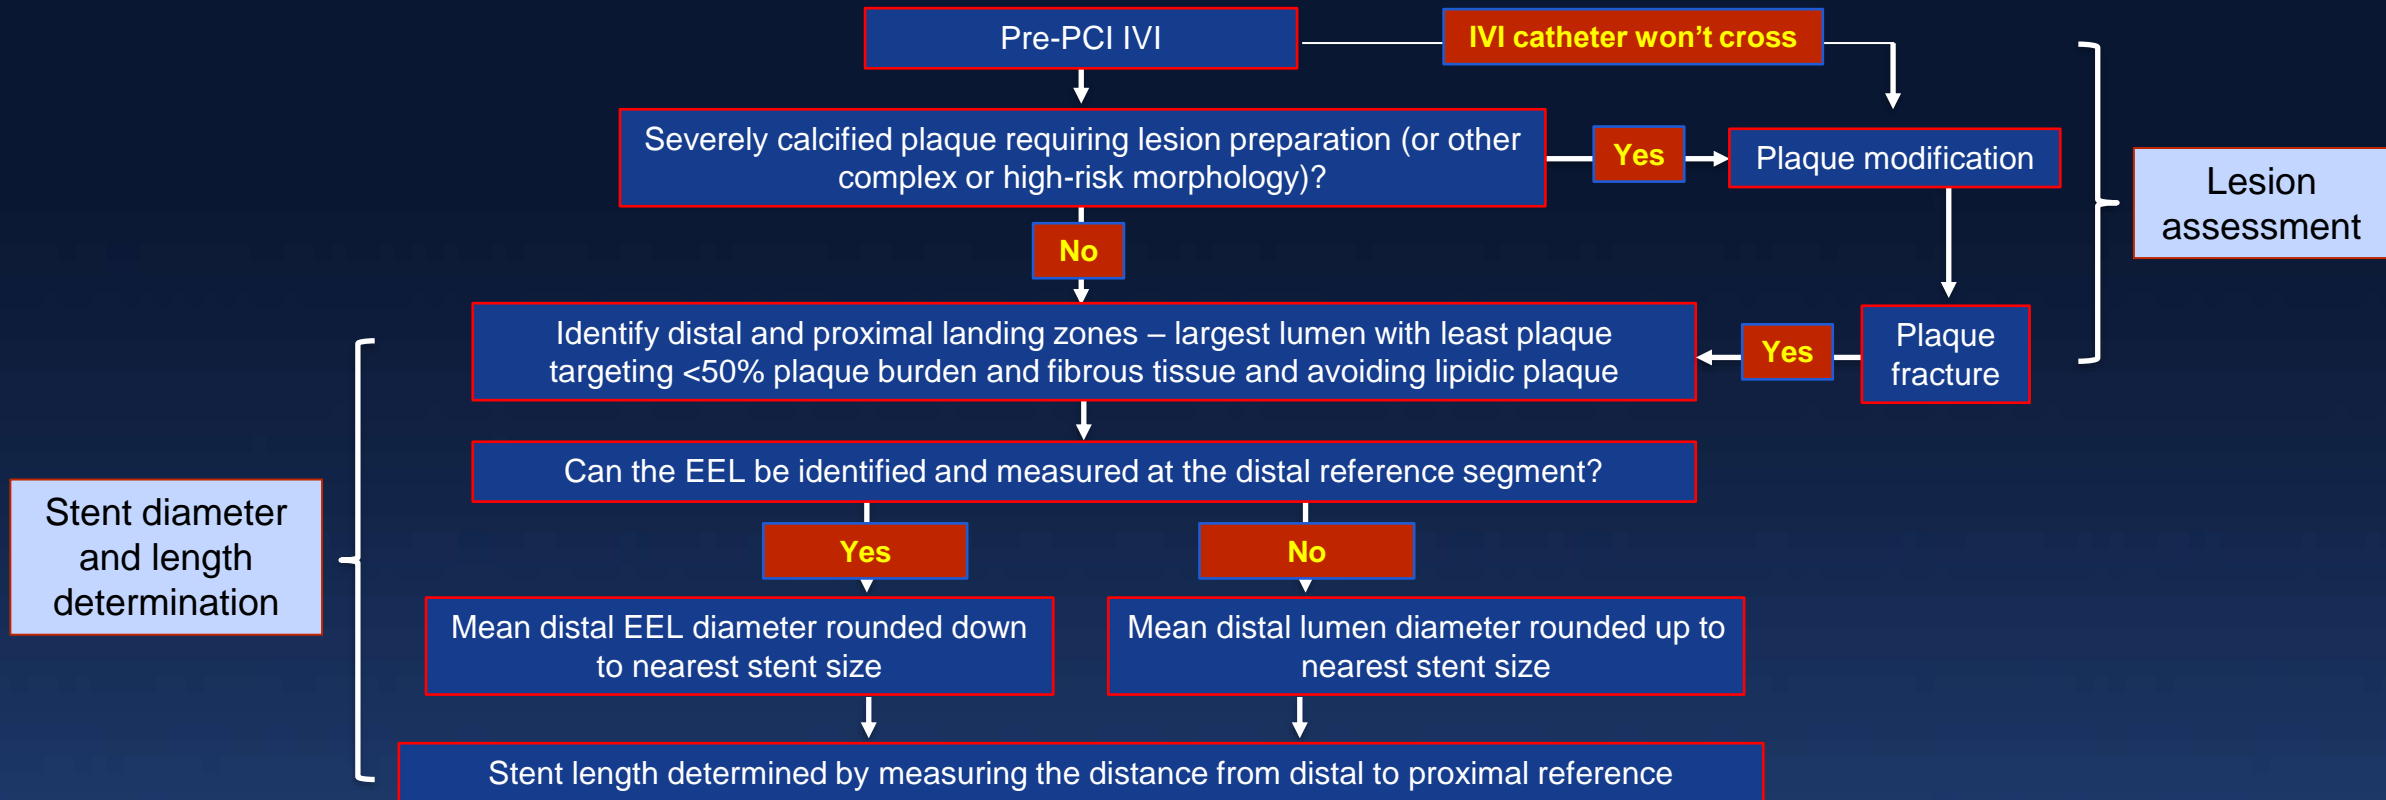 Pre-PCI IVI
IVI catheter won’t cross
Severely calcified plaque requiring lesion preparation (or other
complex or high-risk morphology)?
Yes
Plaque modification
Lesion
assessment
No
Identify distal and proximal landing zones – largest lumen with least plaque
targeting <50% plaque burden and fibrous tissue and avoiding lipidic plaque
Yes
Plaque
fracture
Can the EEL be identified and measured at the distal reference segment?
Stent diameter
and length
determination
Yes
No
Mean distal EEL diameter rounded down
to nearest stent size
Mean distal lumen diameter rounded up to
nearest stent size
Stent length determined by measuring the distance from distal to proximal reference